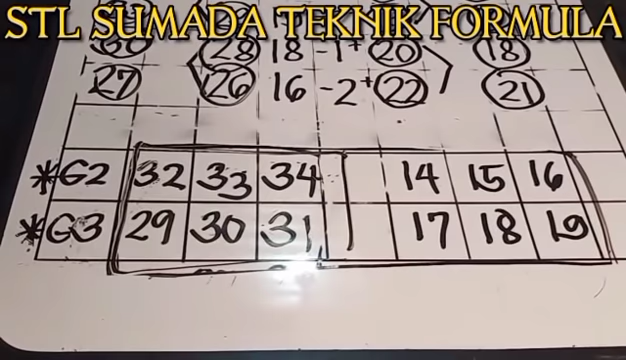 STL SUMADA TEKNIK FORMULA
28 18 -1+ 20 18
27 26 16 -2+ 22 21
*G2 32 33 34 14 15 16
*G3 29 30 31 17 18 19